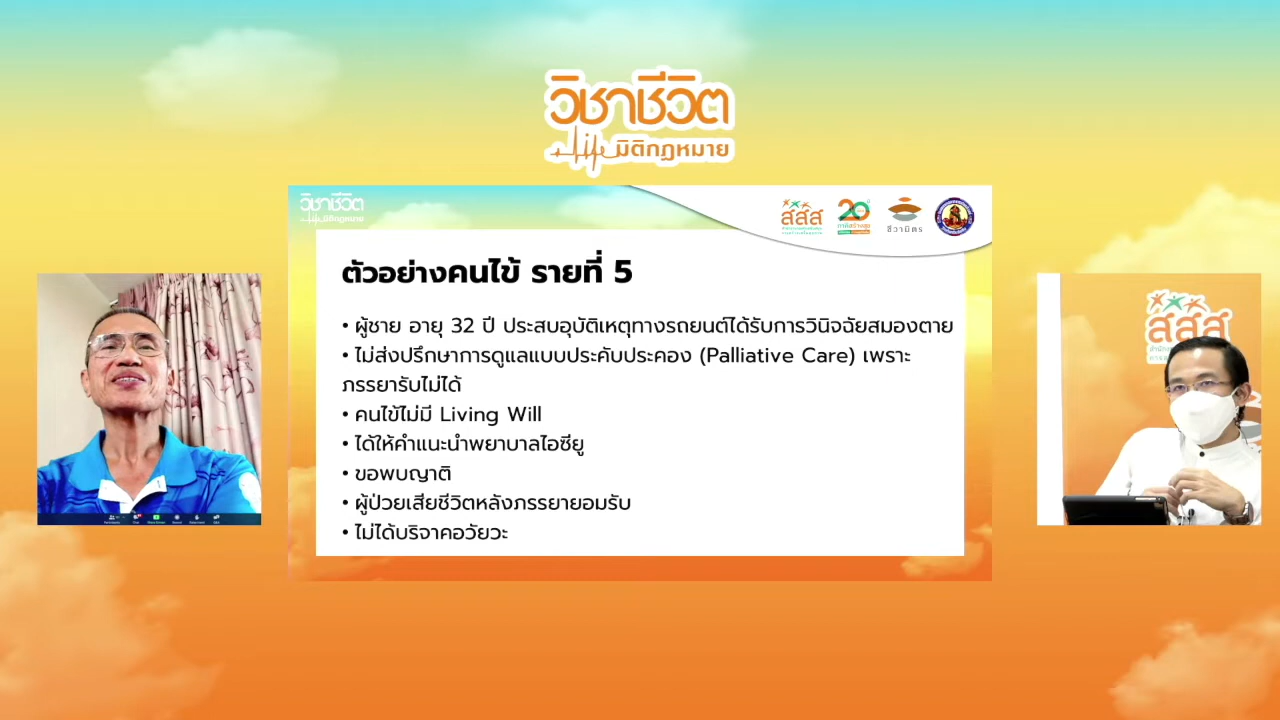 วิชาชีวิต
Life มิติกฎหมาย
วิชาชีวิต
Life มิติกฎหมาย
สสส
20
ชีวามิตร
ตัวอย่างคนไข้ รายที่ 5
• ผู้ชาย อายุ 32 ปี ประสบอุบัติเหตุทางรถยนต์ได้รับการวินิจฉัยสมองตาย
• ไม่ส่งปรึกษาการดูแลแบบประคับประคอง (Palliative Care) เพราะ
ภรรยารับไม่ได้
• คนไข้ไม่มี Living Will
• ได้ให้คำแนะนำพยาบาลไอซียู
• ขอพบญาติ
• ผู้ป่วยเสียชีวิตหลังภรรยายอมรับ
• ไม่ได้บริจาคอวัยวะ
สสส